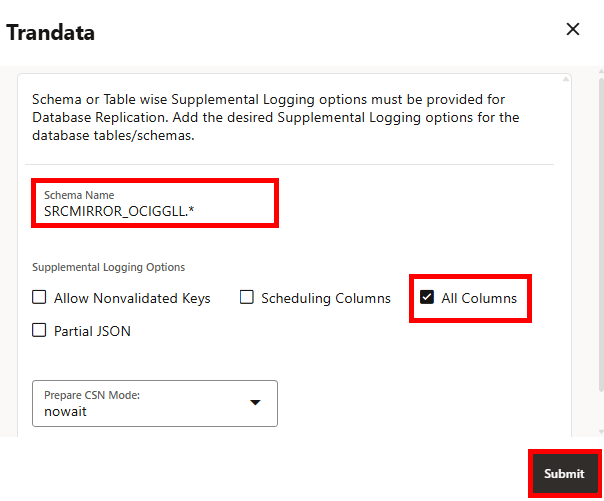 Trandata
Schema or Table wise Supplemental Logging options must be provided for
Database Replication. Add the desired Supplemental Logging options for the
database tables/schemas.
Schema Name
SRCMIRROR_OCIGGLL.*
Supplemental Logging Options
Allow Nonvalidated Keys
Scheduling Columns
All Columns
Partial JSON
Prepare CSN Mode:
nowait
Submit